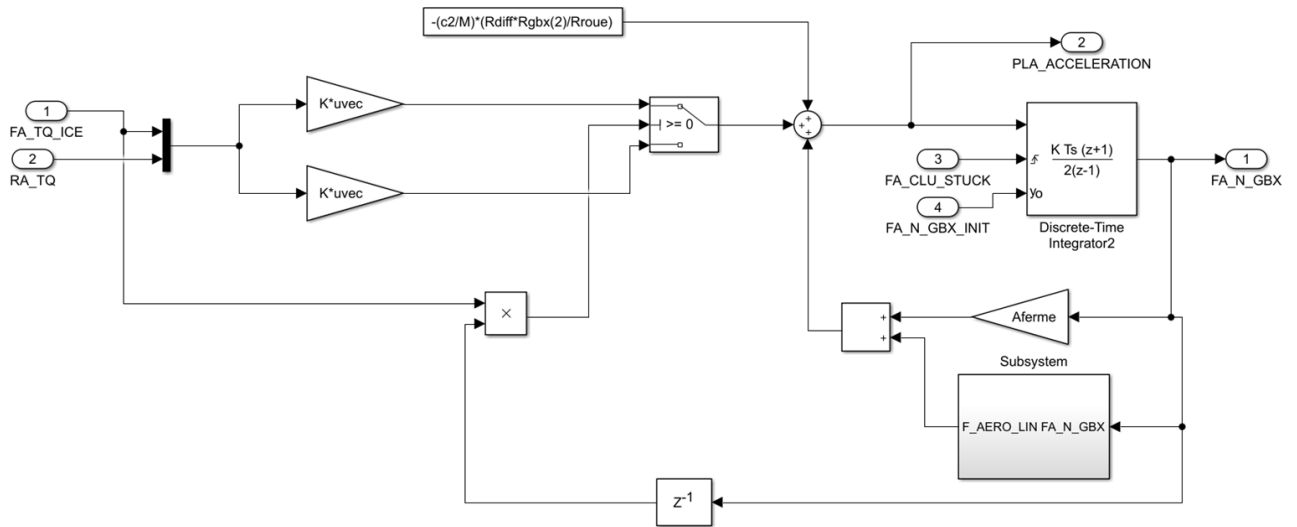 -(c2/M)*(Rdiff*Rgbx(2)/Rroue)
2
PLA_ACCELERATION
1
FA_TQ_ICE
2
RA_TQ
K*uvec
K*uvec
>= 0
+
+
+
3
FA_CLU_STUCK
4
FA_N_GBX_INIT
K Ts (z+1)
2(z-1)
yo
Discrete-Time
Integrator2
1
FA_N_GBX
×
+
+
Aferme
Subsystem
F_AERO_LIN FA_N_GBX
Z-1